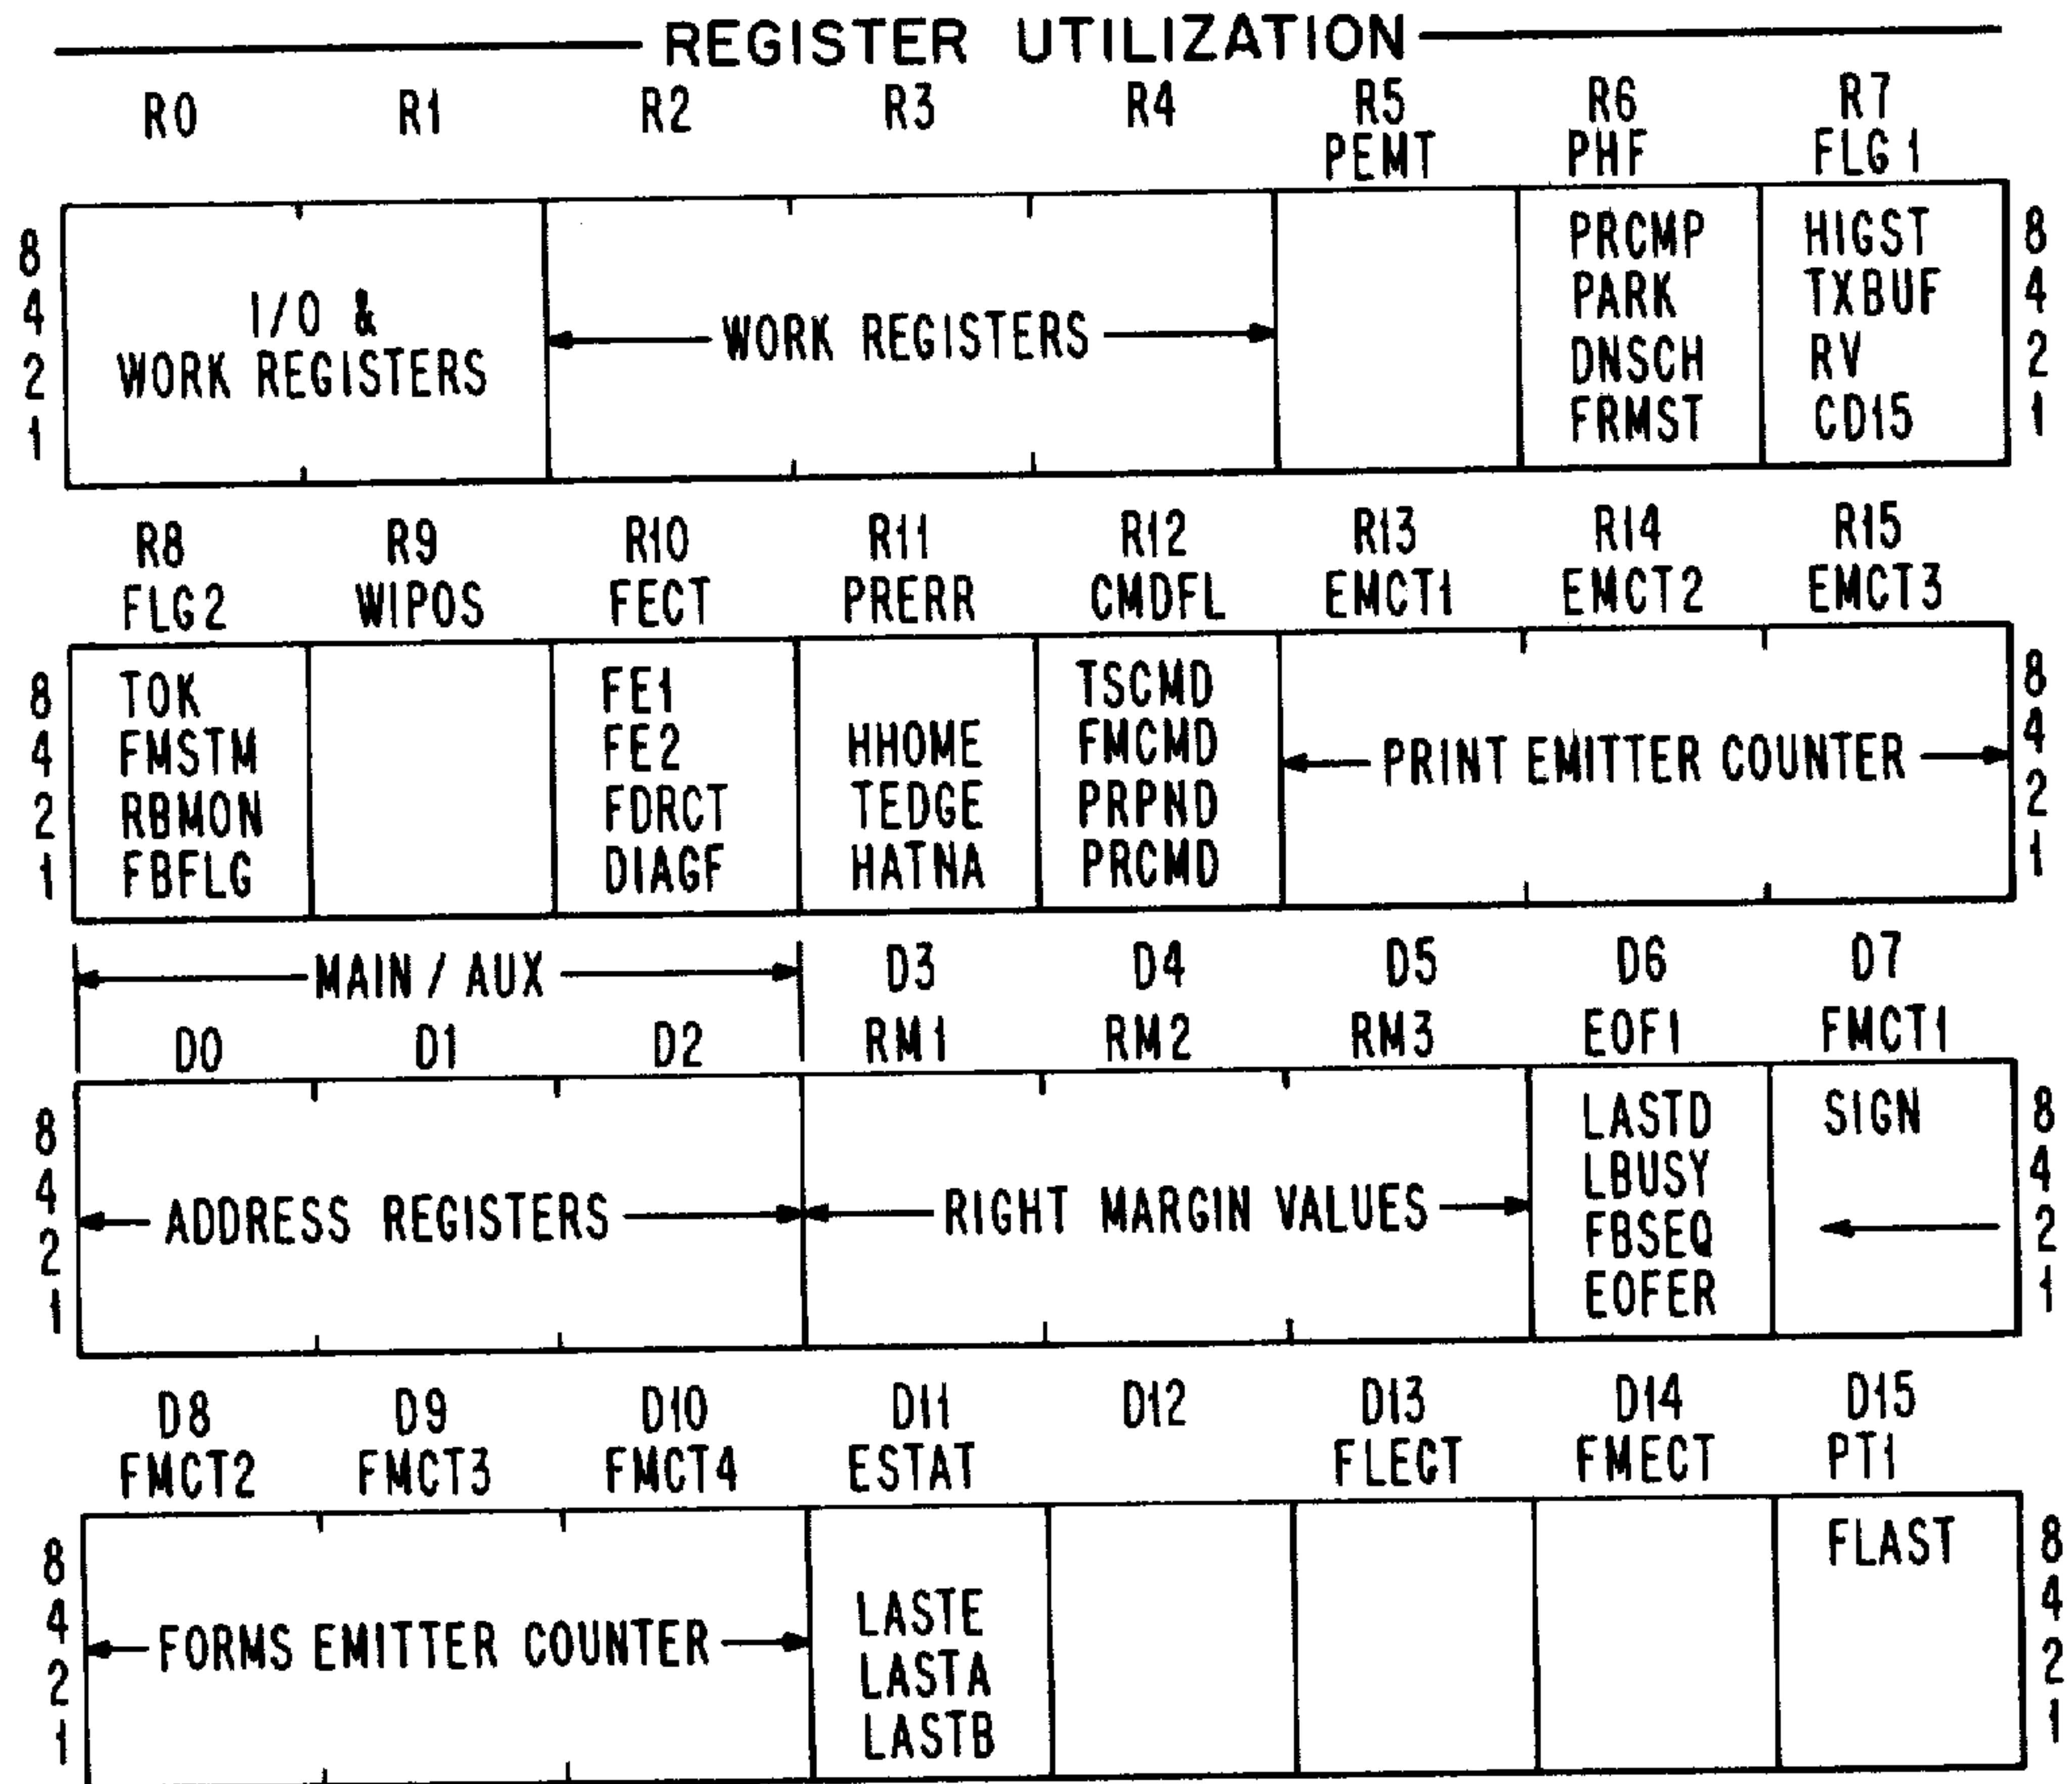 REGISTER UTILIZATION
R0 R1 R2 R3 R4 R5 R6 R7
PEMT PHF FLG1
8 PRCMP HIGST 8
4 I/O & PARK TXBUF 4
2 WORK REGISTERS WORK REGISTERS DNSCH RV 2
1 FRMST CD15 1
R8 R9 R10 R11 R12 R13 R14 R15
FLG2 WIPOS FECT PRERR CMDFL EMCT1 EMCT2 EMCT3
8 TOK FE1 TSCMD 8
4 FMSTM FE2 HHOME FMCMD PRINT EMITTER COUNTER 4
2 RBMON FDRCT TEDGE PRPND 2
1 FBFLG DIAGF HATNA PRCMD 1
MAIN / AUX D3 D4 D5 D6 D7
D0 D1 D2 RM1 RM2 RM3 EOF1 FMCT1
8 LASTD SIGN 8
4 ADDRESS REGISTERS RIGHT MARGIN VALUES LBUSY 4
2 FBSEQ 2
1 EOFER 1
D8 D9 D10 D11 D12 D13 D14 D15
FMCT2 FMCT3 FMCT4 ESTAT FLECT FMECT PT1
8 FLAST 8
4 FORMS EMITTER COUNTER LASTE 4
2 LASTA 2
1 LASTB 1